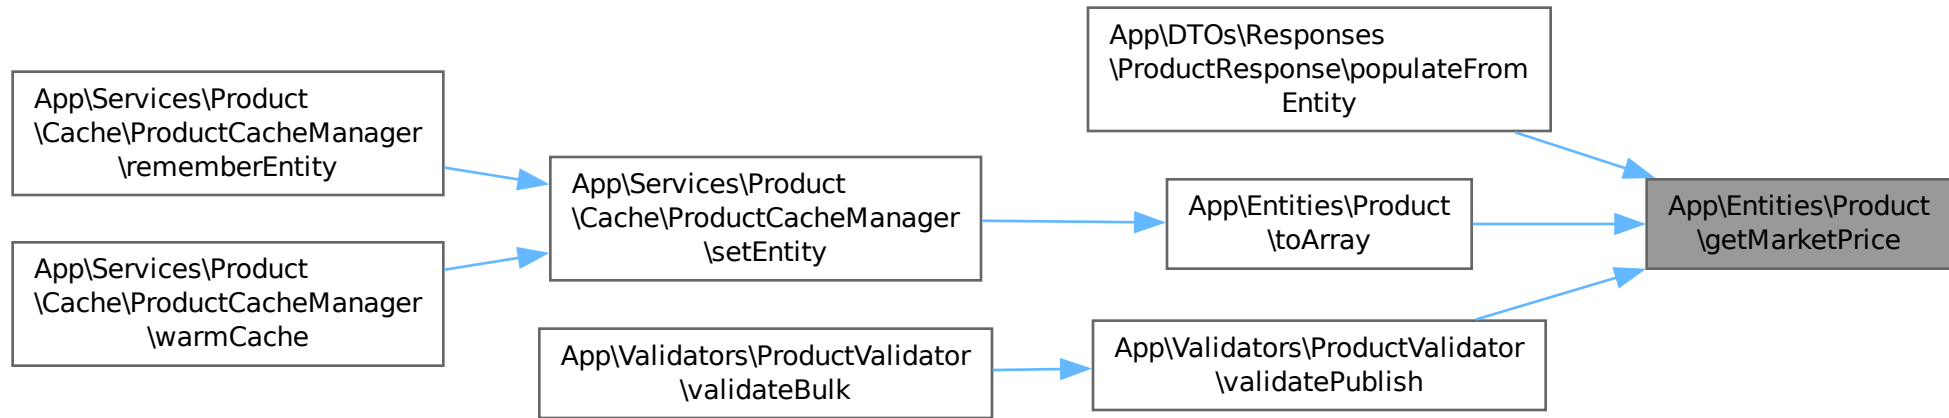 App\Services\Product
\Cache\ProductCacheManager
\rememberEntity
App\Services\Product
\Cache\ProductCacheManager
\warmCache
App\Services\Product
\Cache\ProductCacheManager
\setEntity
App\Validators\ProductValidator
\validateBulk
App\DTOs\Responses
\ProductResponse\populateFrom
Entity
App\Entities\Product
\toArray
App\Validators\ProductValidator
\validatePublish
App\Entities\Product
\getMarketPrice